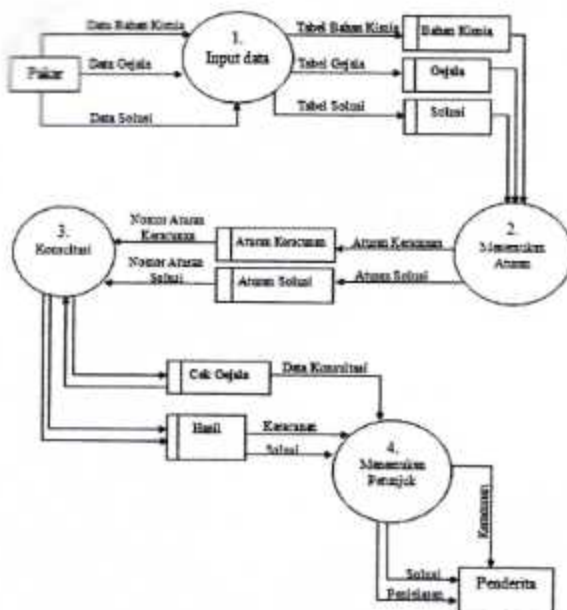 Data Bahan Kimia
1.
Input data
Tabel Bahan Kimia
Bahan Kimia
Pakar
Data Gejala
Tabel Gejala
Gejala
Data Solusi
Tabel Solusi
Solusi
3.
Konsultasi
Nomor Aturan
Keracunan
Aturan Keracunan
Aturan Keracunan
2.
Menentukan
Aturan
Nomor Aturan
Solusi
Aturan Solusi
Aturan Solusi
Cek Gejala
Data Konsultasi
Hasil
Keracunan
Solusi
4.
Menentukan
Petunjuk
Keracunan
Solusi
Penjelasan
Penderita